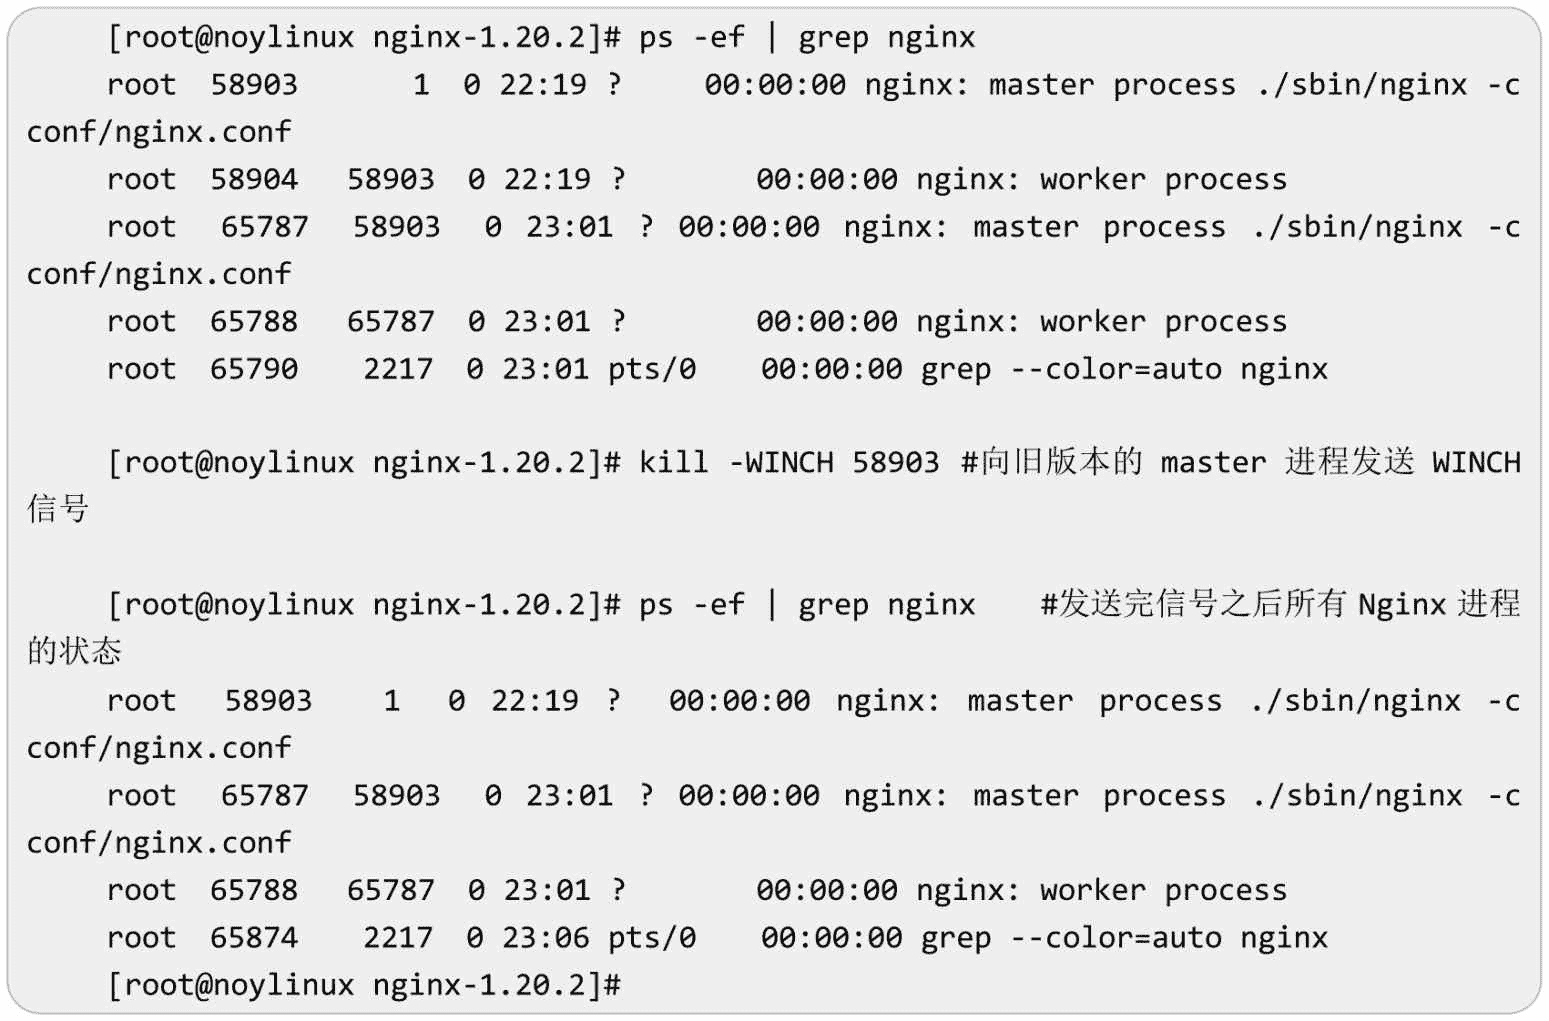 [root@noylinux nginx-1.20.2]# ps -ef | grep nginx
root 58903 1 0 22:19 ? 00:00:00 nginx: master process ./sbin/nginx -c
conf/nginx.conf
root 58904 58903 0 22:19 ? 00:00:00 nginx: worker process
root 65787 58903 0 23:01 ? 00:00:00 nginx: master process ./sbin/nginx -c
conf/nginx.conf
root 65788 65787 0 23:01 ? 00:00:00 nginx: worker process
root 65790 2217 0 23:01 pts/0 00:00:00 grep --color=auto nginx
[root@noylinux nginx-1.20.2]# kill -WINCH 58903 #向旧版本的 master 进程发送 WINCH
信号
[root@noylinux nginx-1.20.2]# ps -ef | grep nginx #发送完信号之后所有 Nginx 进程
的状态
root 58903 1 0 22:19 ? 00:00:00 nginx: master process ./sbin/nginx -c
conf/nginx.conf
root 65787 58903 0 23:01 ? 00:00:00 nginx: master process ./sbin/nginx -c
conf/nginx.conf
root 65788 65787 0 23:01 ? 00:00:00 nginx: worker process
root 65874 2217 0 23:06 pts/0 00:00:00 grep --color=auto nginx
[root@noylinux nginx-1.20.2]#